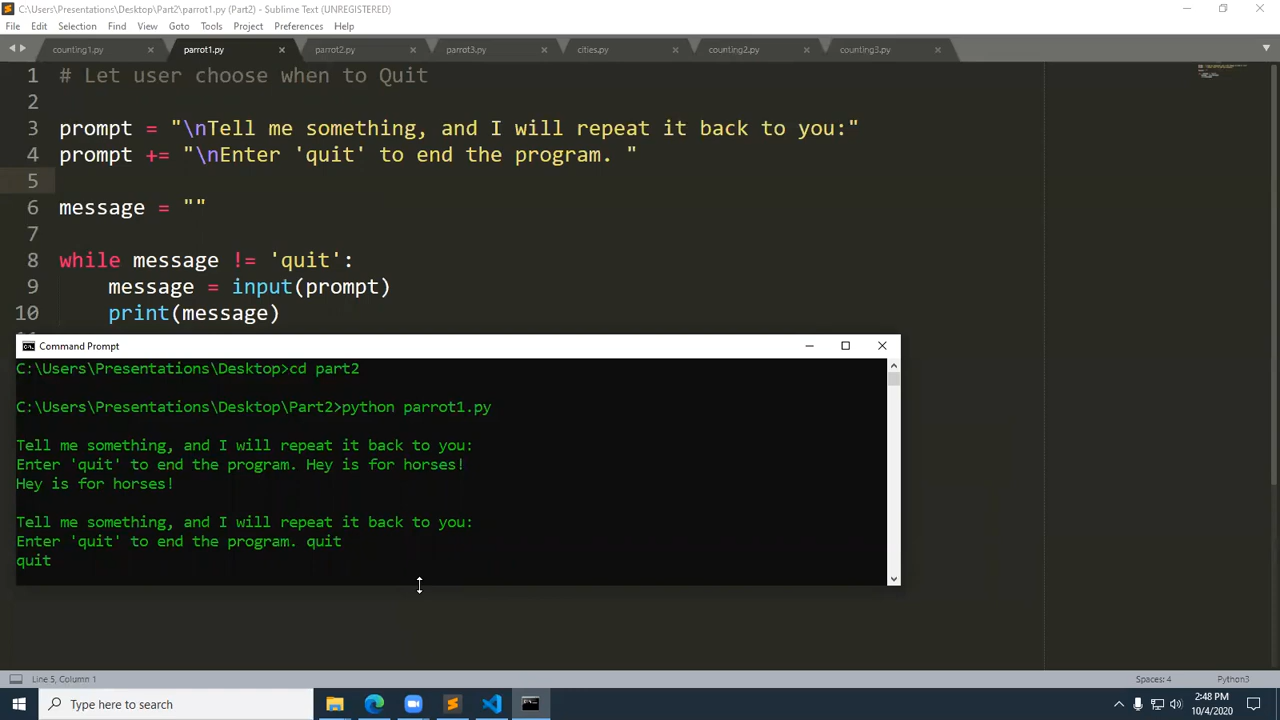 C:\Users\Presentations\Desktop\Part2\parrot1.py (Part2) - Sublime Text (UNREGISTERED)
File Edit Selection Find View Goto Tools Project Preferences Help
counting1.py parrot1.py parrot2.py parrot3.py cities.py counting2.py counting3.py
1 # Let user choose when to Quit
2
3 prompt = "\nTell me something, and I will repeat it back to you:"
4 prompt += "\nEnter 'quit' to end the program. "
5
6 message = ""
7
8 while message != 'quit':
9 message = input(prompt)
10 print(message)
Command Prompt
C:\Users\Presentations\Desktop>cd part2
C:\Users\Presentations\Desktop\Part2>python parrot1.py
Tell me something, and I will repeat it back to you:
Enter 'quit' to end the program. Hey is for horses!
Hey is for horses!
Tell me something, and I will repeat it back to you:
Enter 'quit' to end the program. quit
quit
Line 5, Column 1 Spaces: 4 Python3
Type here to search
2:48 PM
10/4/2020